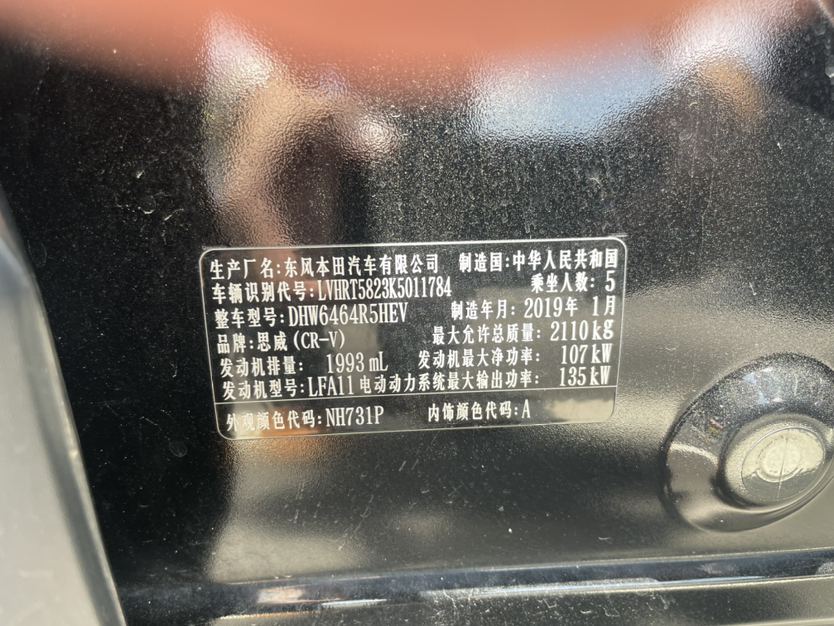 生产厂名:东风本田汽车有限公司 制造国:中华人民共和国
车辆识别代号:LVHRT5823K5011784 乘坐人数: 5
整车型号:DHW6464R5HEV 制造年月: 2019年 1月
品牌:思威(CR-V) 最大允许总质量: 2110kg
发动机排量: 1993mL 发动机最大净功率: 107kW
发动机型号:LFA11 电动动力系统最大输出功率: 135kW
外观颜色代码:NH731P 内饰颜色代码:A